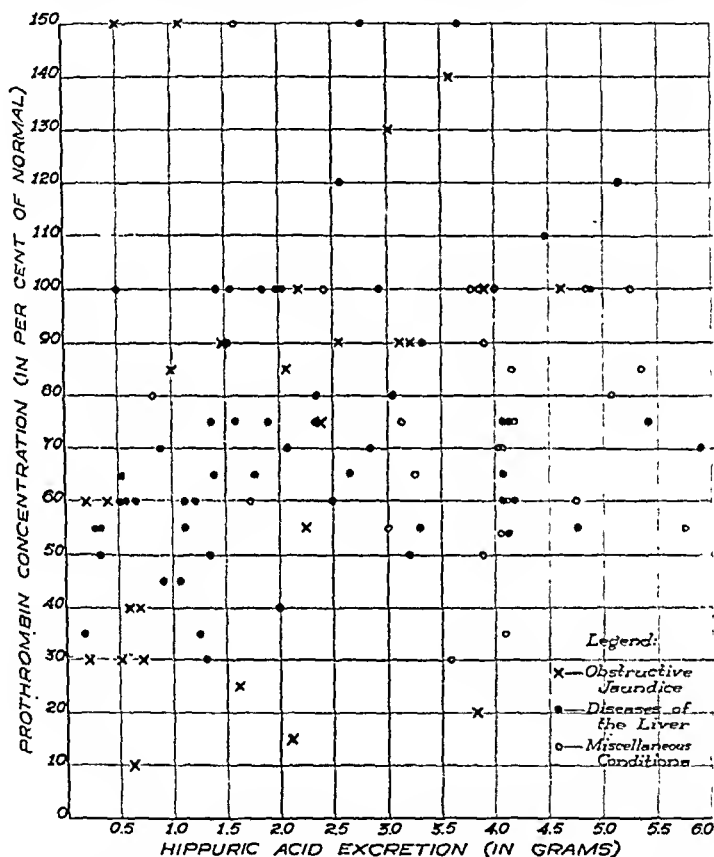 PROTHROMBIN CONCENTRATION (IN PER CENT OF NORMAL)
150
140
130
120
110
100
90
80
70
60
50
40
30
20
10
0
Legend:
×—Obstructive
Jaundice
●—Diseases of
the Liver
○—Miscellaneous
Conditions
0.5 1.0 1.5 2.0 2.5 3.0 3.5 4.0 4.5 5.0 5.5 6.0
HIPPURIC ACID EXCRETION (IN GRAMS)